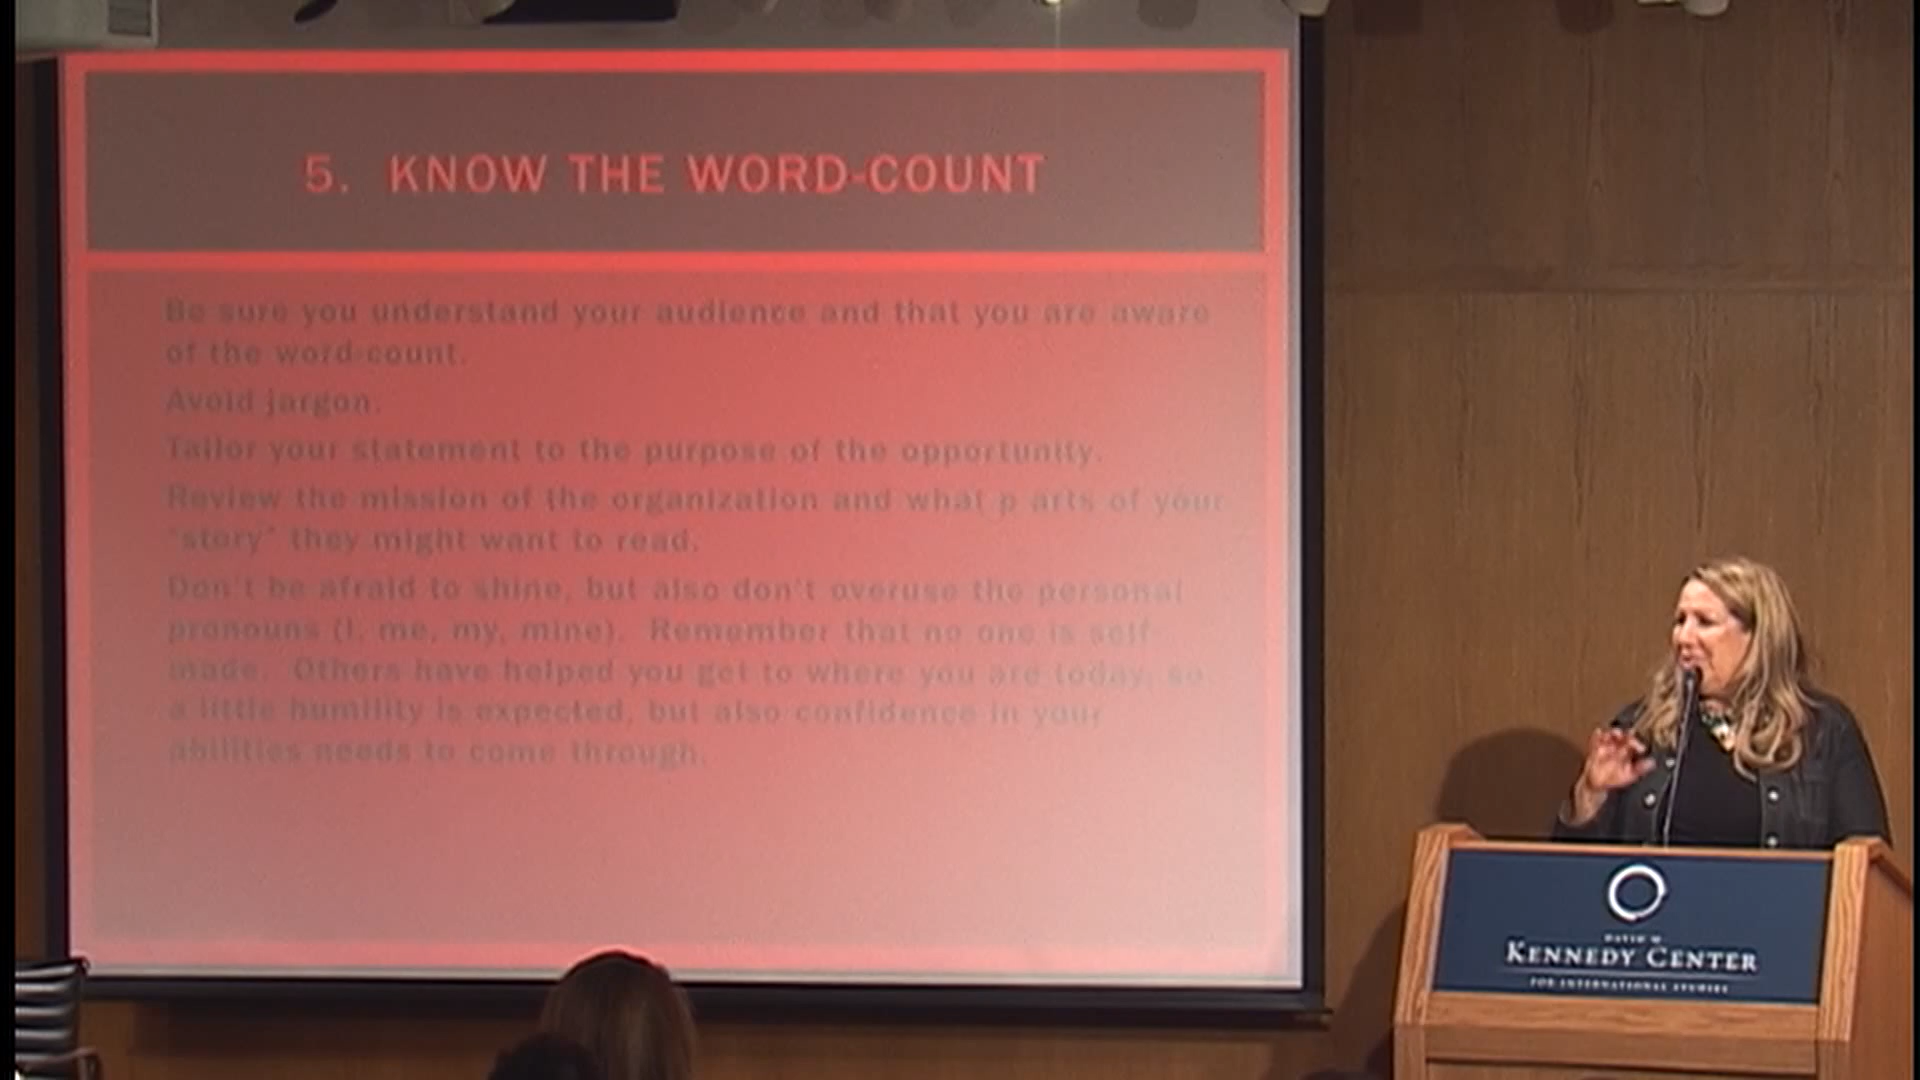 5. KNOW THE WORD-COUNT
Be sure you understand your audience and that you are aware
of the word-count.
Avoid jargon.
Tailor your statement to the purpose of the opportunity.
Review the mission of the organization and what p arts of your
"story" they might want to read.
Don't be afraid to shine, but also don't overuse the personal
pronouns (I, me, my, mine). Remember that no one is self-
made. Others have helped you get to where you are today, so
a little humility is expected, but also confidence in your
abilities needs to come through.
DAVID M.
KENNEDY CENTER
FOR INTERNATIONAL STUDIES